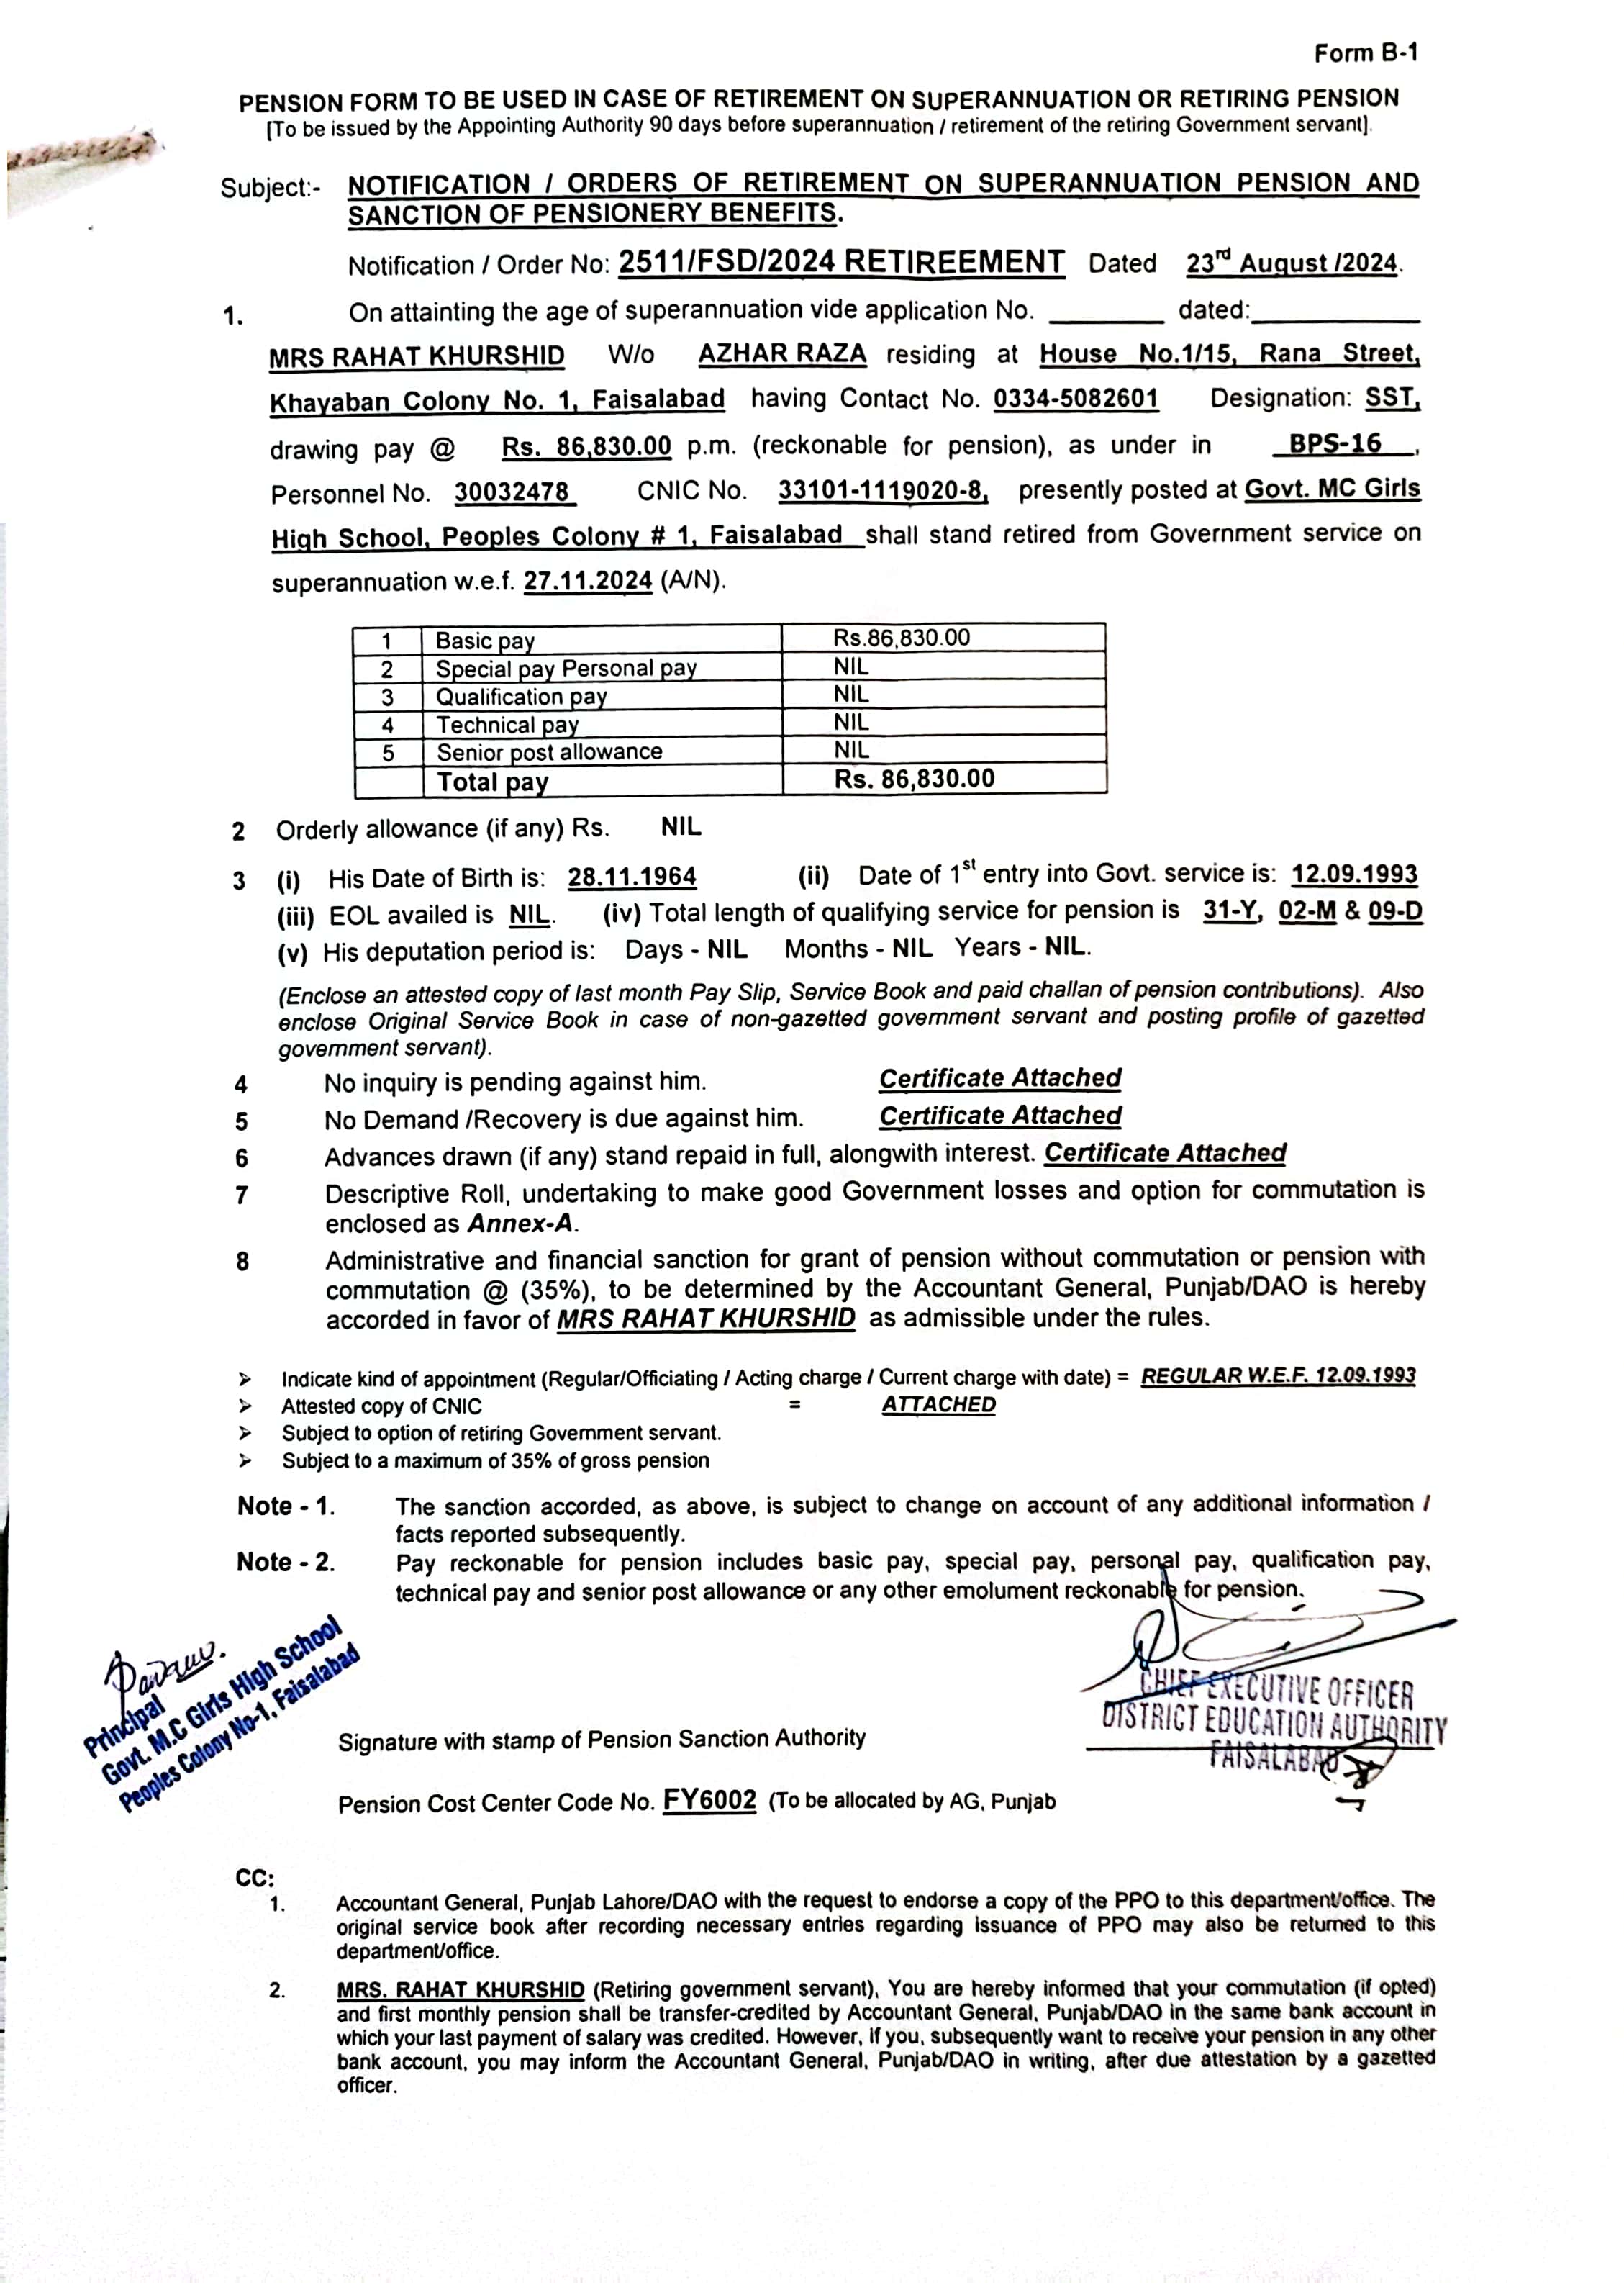 Form B-1
PENSION FORM TO BE USED IN CASE OF RETIREMENT ON SUPERANNUATION OR RETIRING PENSION
[To be issued by the Appointing Authority 90 days before superannuation / retirement of the retiring Government servant].
Subject:- NOTIFICATION / ORDERS OF RETIREMENT ON SUPERANNUATION PENSION AND
SANCTION OF PENSIONERY BENEFITS.
Notification / Order No: 2511/FSD/2024 RETIREEMENT Dated 23rd August /2024.
1. On attainting the age of superannuation vide application No. ________ dated:____________
MRS RAHAT KHURSHID W/o AZHAR RAZA residing at House No.1/15, Rana Street,
Khayaban Colony No. 1, Faisalabad having Contact No. 0334-5082601 Designation: SST,
drawing pay @ Rs. 86,830.00 p.m. (reckonable for pension), as under in BPS-16 ,
Personnel No. 30032478 CNIC No. 33101-1119020-8, presently posted at Govt. MC Girls
High School, Peoples Colony # 1, Faisalabad shall stand retired from Government service on
superannuation w.e.f. 27.11.2024 (A/N).
1 Basic pay Rs.86,830.00
2 Special pay Personal pay NIL
3 Qualification pay NIL
4 Technical pay NIL
5 Senior post allowance NIL
Total pay Rs. 86,830.00
2 Orderly allowance (if any) Rs. NIL
3 (i) His Date of Birth is: 28.11.1964 (ii) Date of 1st entry into Govt. service is: 12.09.1993
(iii) EOL availed is NIL. (iv) Total length of qualifying service for pension is 31-Y, 02-M & 09-D
(v) His deputation period is: Days - NIL Months - NIL Years - NIL.
(Enclose an attested copy of last month Pay Slip, Service Book and paid challan of pension contributions). Also
enclose Original Service Book in case of non-gazetted government servant and posting profile of gazetted
government servant).
4 No inquiry is pending against him. Certificate Attached
5 No Demand /Recovery is due against him. Certificate Attached
6 Advances drawn (if any) stand repaid in full, alongwith interest. Certificate Attached
7 Descriptive Roll, undertaking to make good Government losses and option for commutation is
enclosed as Annex-A.
8 Administrative and financial sanction for grant of pension without commutation or pension with
commutation @ (35%), to be determined by the Accountant General, Punjab/DAO is hereby
accorded in favor of MRS RAHAT KHURSHID as admissible under the rules.
➢ Indicate kind of appointment (Regular/Officiating / Acting charge / Current charge with date) = REGULAR W.E.F. 12.09.1993
➢ Attested copy of CNIC = ATTACHED
➢ Subject to option of retiring Government servant.
➢ Subject to a maximum of 35% of gross pension
Note - 1. The sanction accorded, as above, is subject to change on account of any additional information /
facts reported subsequently.
Note - 2. Pay reckonable for pension includes basic pay, special pay, personal pay, qualification pay,
technical pay and senior post allowance or any other emolument reckonable for pension.
Principal
Govt. M.C Girls High School
Peoples Colony No-1, Faisalabad
CHIEF EXECUTIVE OFFICER
DISTRICT EDUCATION AUTHORITY
FAISALABAD
Signature with stamp of Pension Sanction Authority
Pension Cost Center Code No. FY6002 (To be allocated by AG, Punjab
CC:
1. Accountant General, Punjab Lahore/DAO with the request to endorse a copy of the PPO to this department/office. The
original service book after recording necessary entries regarding issuance of PPO may also be returned to this
department/office.
2. MRS. RAHAT KHURSHID (Retiring government servant), You are hereby informed that your commutation (if opted)
and first monthly pension shall be transfer-credited by Accountant General, Punjab/DAO in the same bank account in
which your last payment of salary was credited. However, if you, subsequently want to receive your pension in any other
bank account, you may inform the Accountant General, Punjab/DAO in writing, after due attestation by a gazetted
officer.